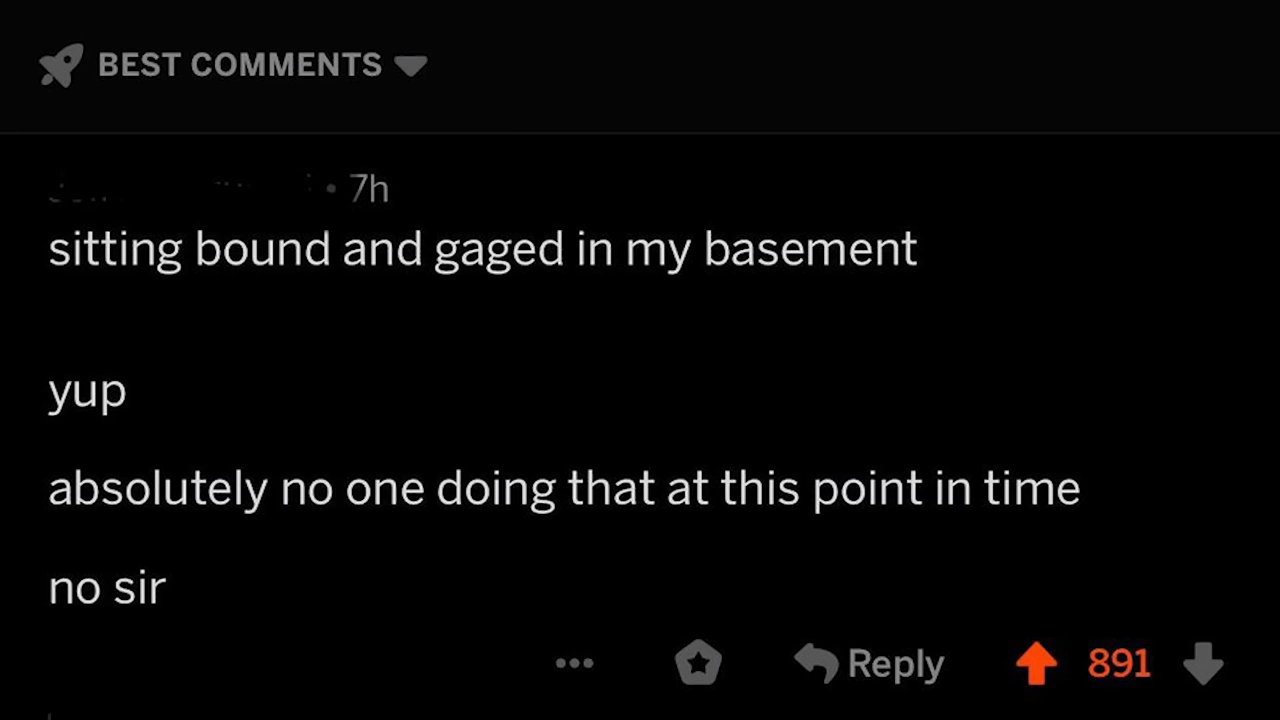 BEST COMMENTS
• 7h
sitting bound and gaged in my basement
yup
absolutely no one doing that at this point in time
no sir
Reply 891